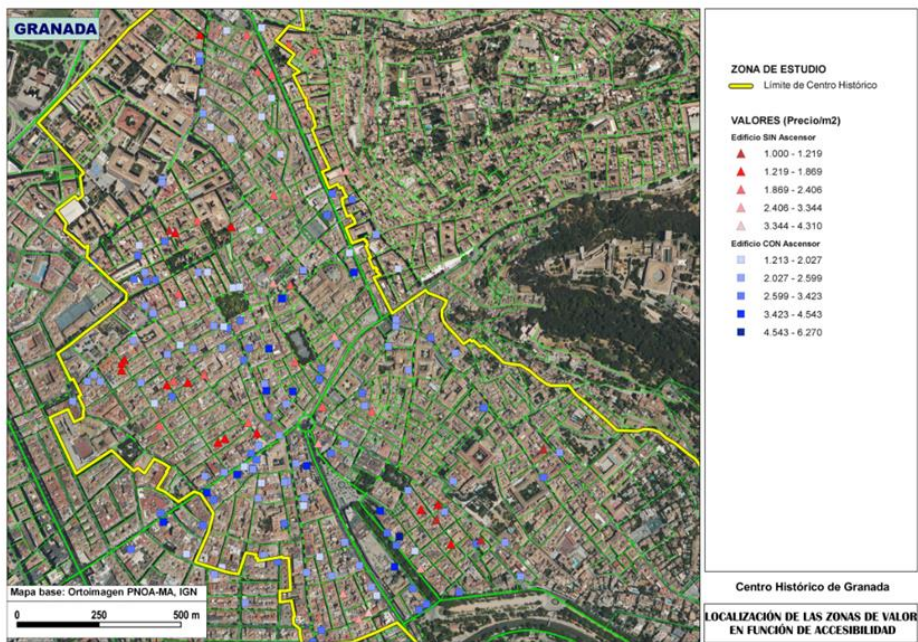 GRANADA
ZONA DE ESTUDIO
Límite de Centro Histórico
VALORES (Precio/m2)
Edificio SIN Ascensor
1.000 - 1.219
1.219 - 1.869
1.869 - 2.406
2.406 - 3.344
3.344 - 4.310
Edificio CON Ascensor
1.213 - 2.027
2.027 - 2.599
2.599 - 3.423
3.423 - 4.543
4.543 - 6.270
Mapa base: Ortoimagen PNOA-MA, IGN
0 250 500 m
Centro Histórico de Granada
LOCALIZACIÓN DE LAS ZONAS DE VALOR
EN FUNCIÓN DE ACCESIBILIDAD